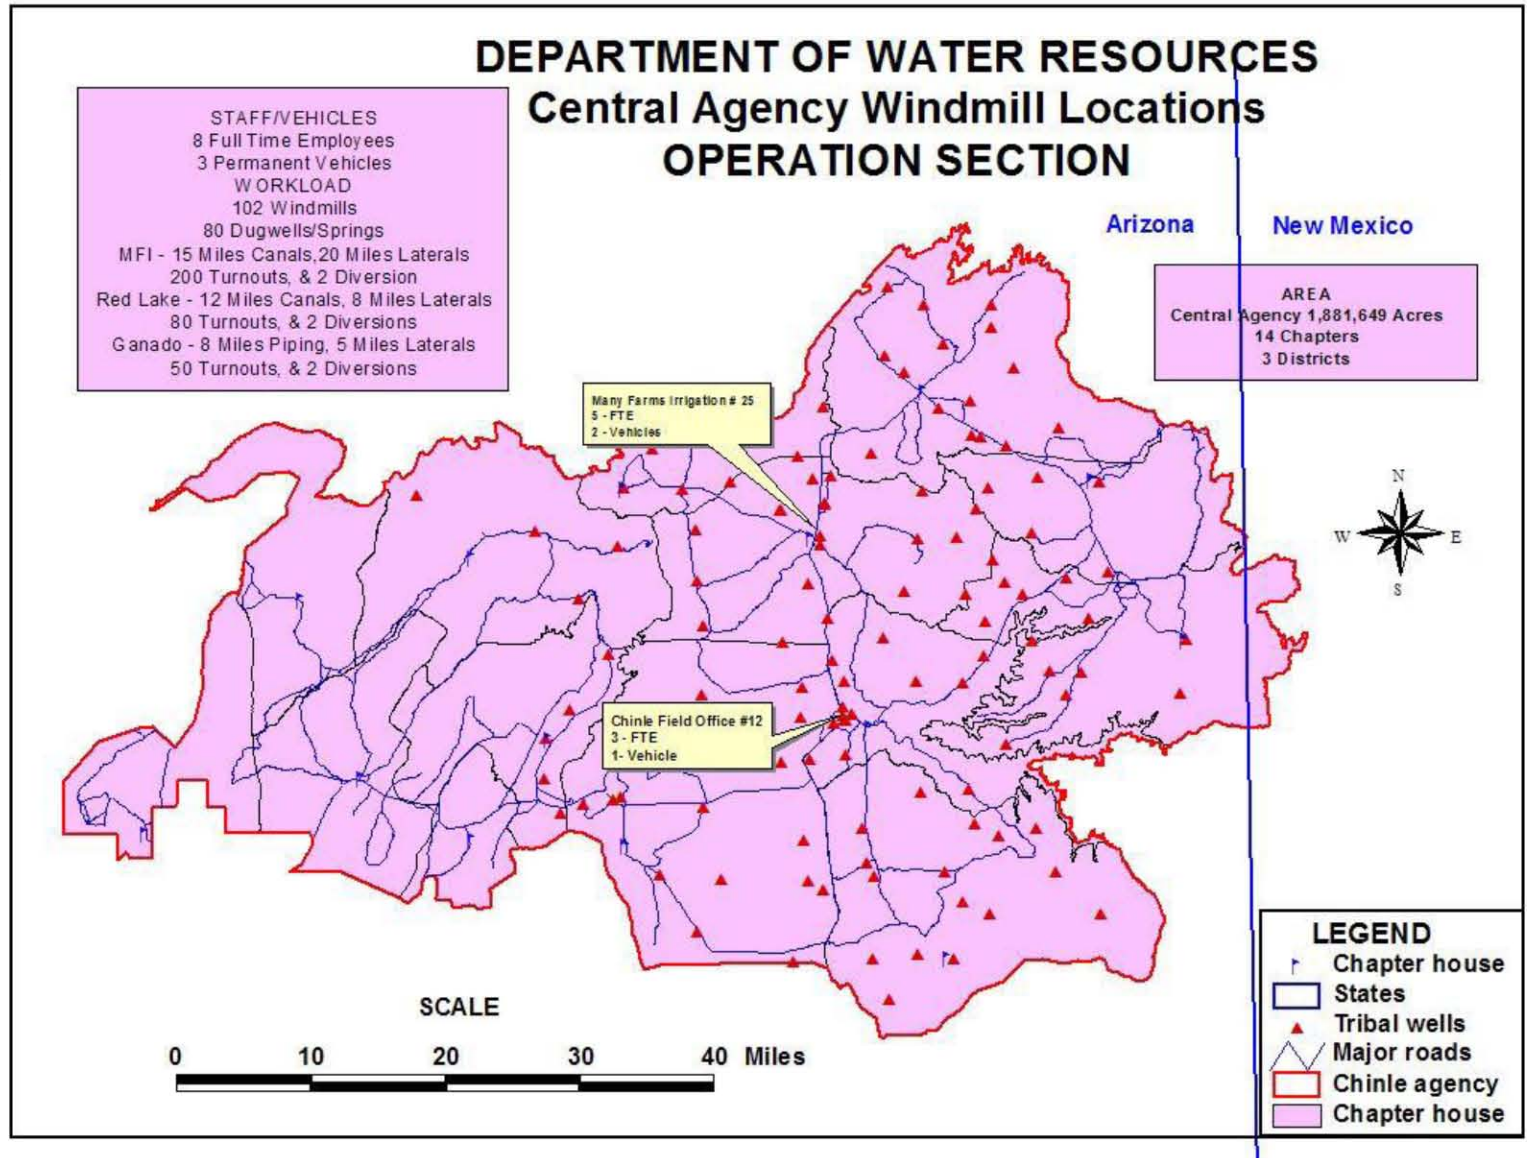 DEPARTMENT OF WATER RESOURCES
Central Agency Windmill Locations
OPERATION SECTION
STAFF/VEHICLES
8 Full Time Employees
3 Permanent Vehicles
WORKLOAD
102 Windmills
80 Dugwells/Springs
MFI - 15 Miles Canals,20 Miles Laterals
200 Turnouts, & 2 Diversion
Red Lake - 12 Miles Canals, 8 Miles Laterals
80 Turnouts, & 2 Diversions
Ganado - 8 Miles Piping, 5 Miles Laterals
50 Turnouts, & 2 Diversions
Arizona
New Mexico
AREA
Central Agency 1,881,649 Acres
14 Chapters
3 Districts
Many Farms Irrigation # 25
5 - FTE
2 - Vehicles
N
W
E
S
Chinle Field Office #12
3 - FTE
1- Vehicle
SCALE
0 10 20 30 40 Miles
LEGEND
Chapter house
States
Tribal wells
Major roads
Chinle agency
Chapter house